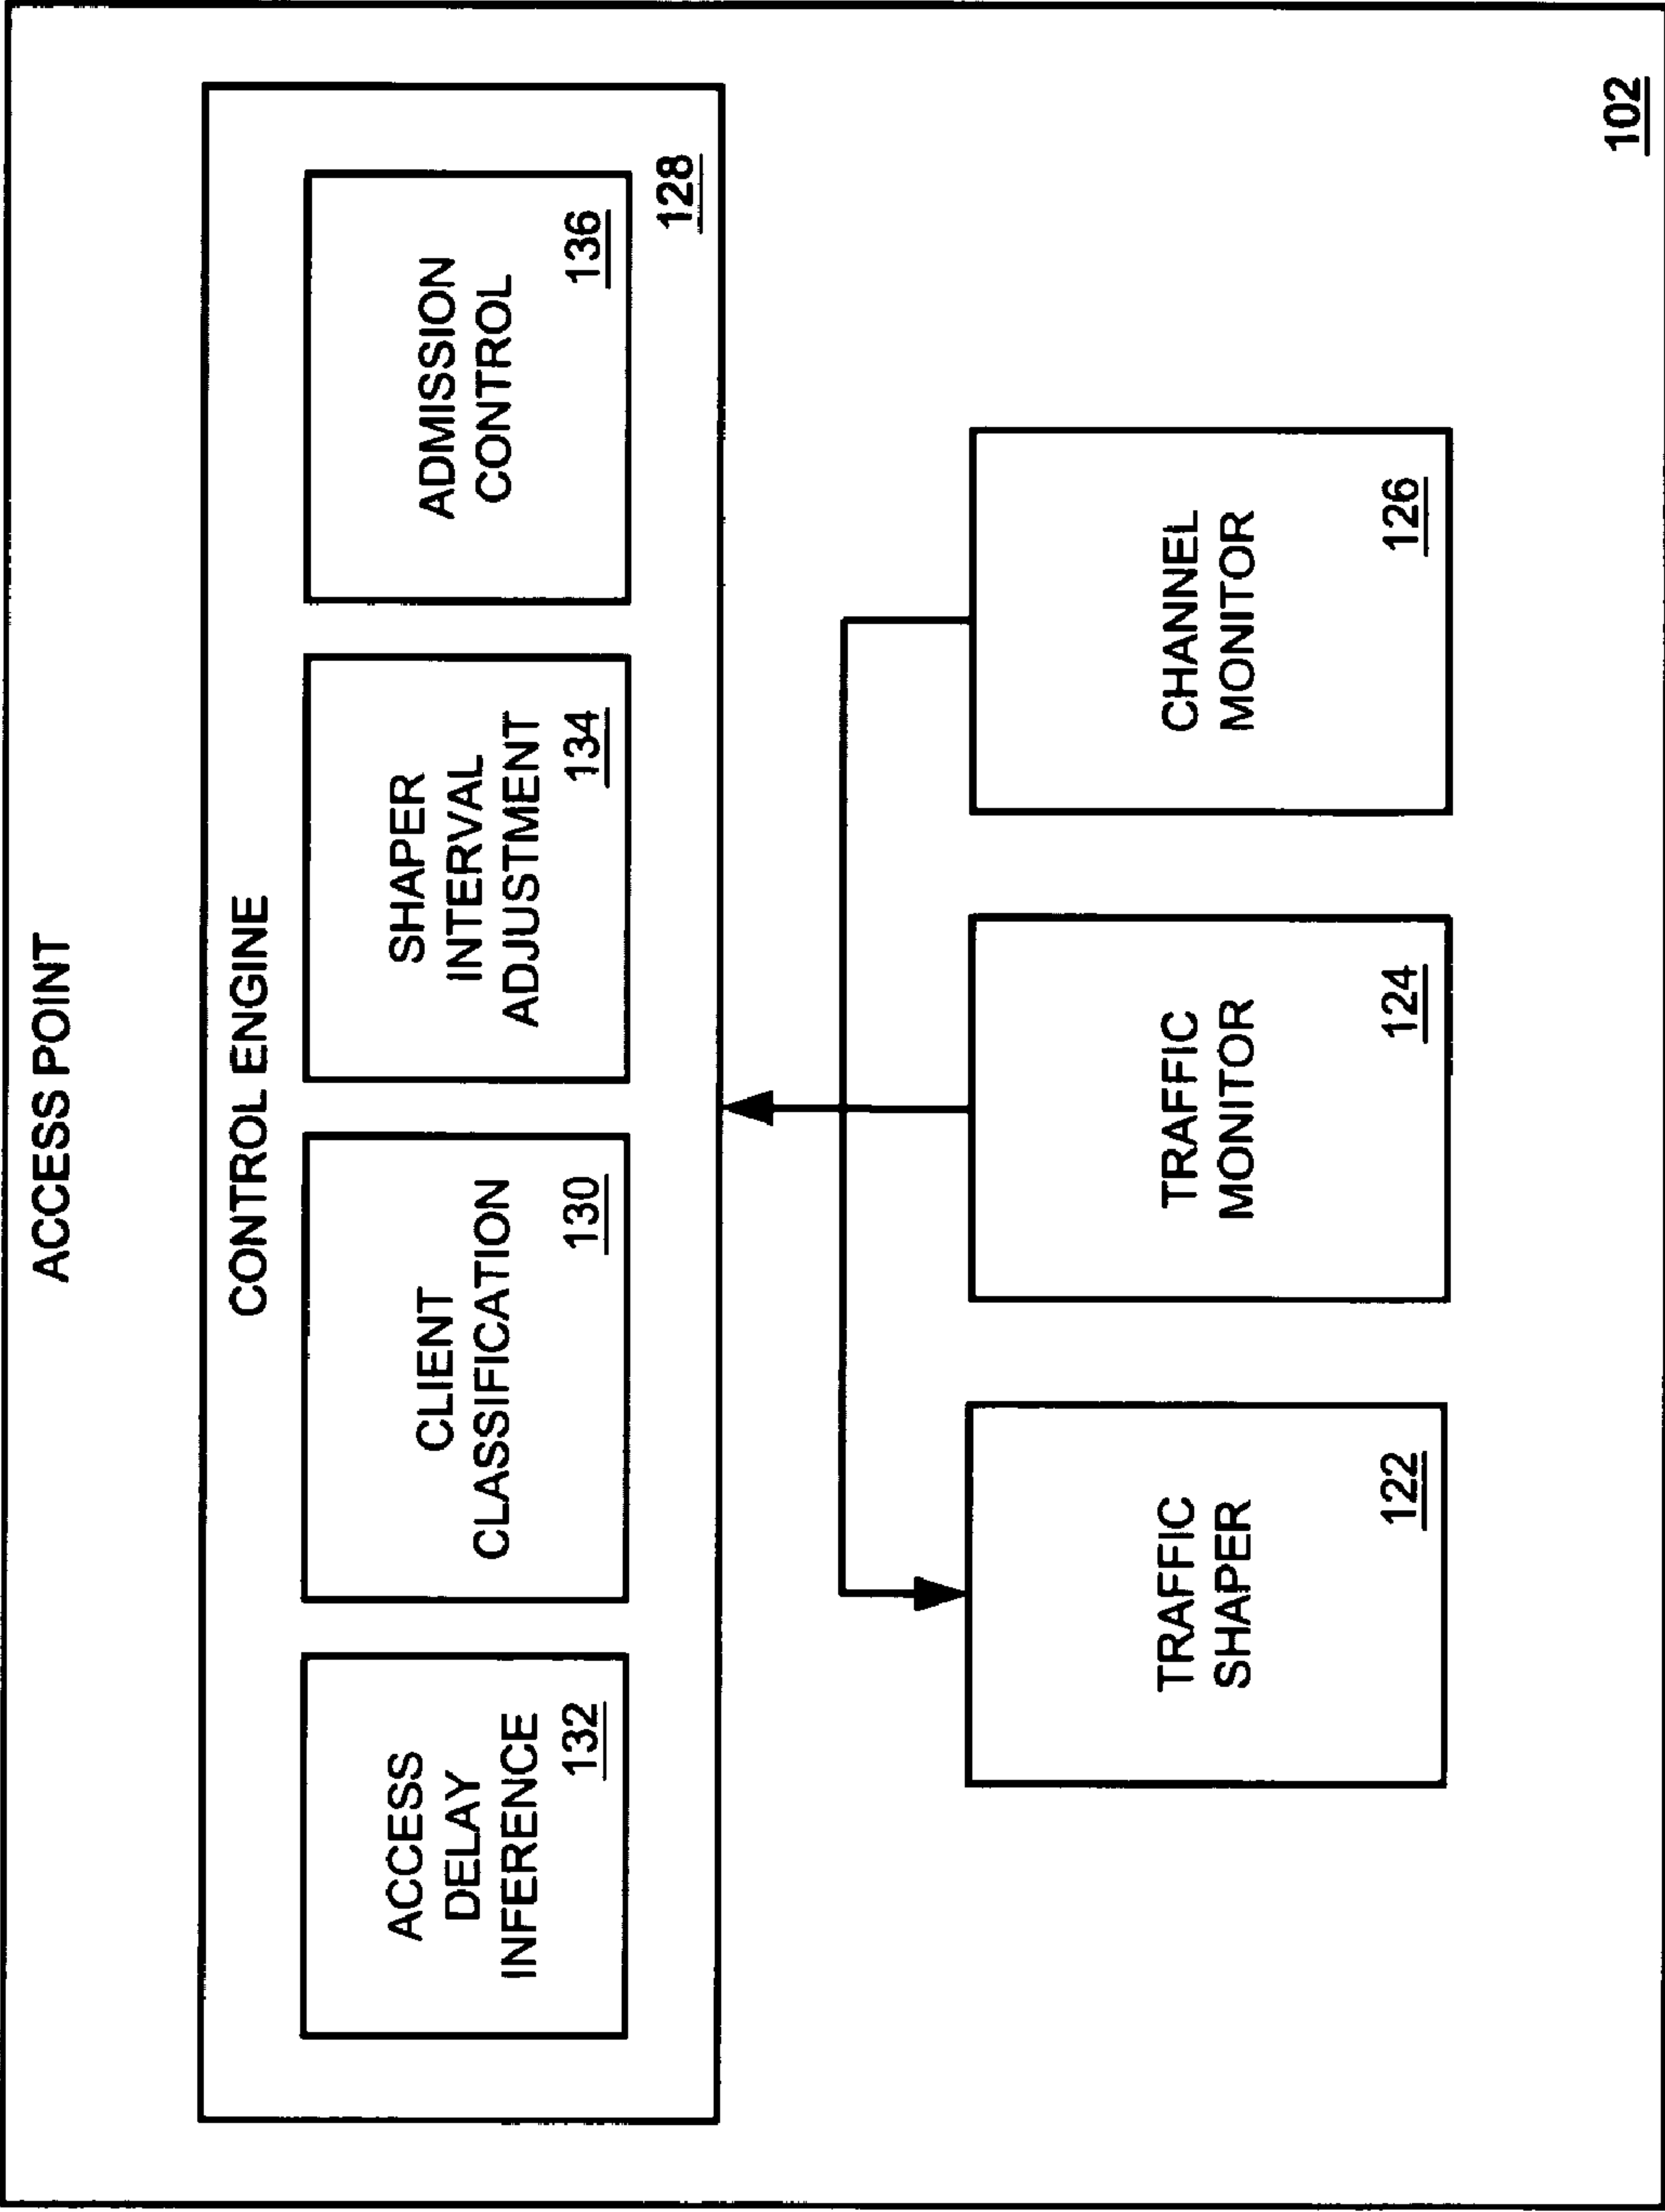 ACCESS POINT
CONTROL ENGINE
ACCESS
DELAY
INFERENCE
132
CLIENT
CLASSIFICATION
130
SHAPER
INTERVAL
ADJUSTMENT
134
ADMISSION
CONTROL
136
128
TRAFFIC
SHAPER
122
TRAFFIC
MONITOR
124
CHANNEL
MONITOR
126
102